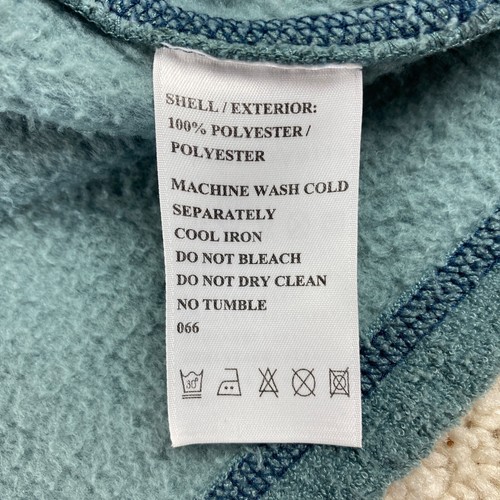 SHELL / EXTERIOR:
100% POLYESTER /
POLYESTER
MACHINE WASH COLD
SEPARATELY
COOL IRON
DO NOT BLEACH
DO NOT DRY CLEAN
NO TUMBLE
066
30°